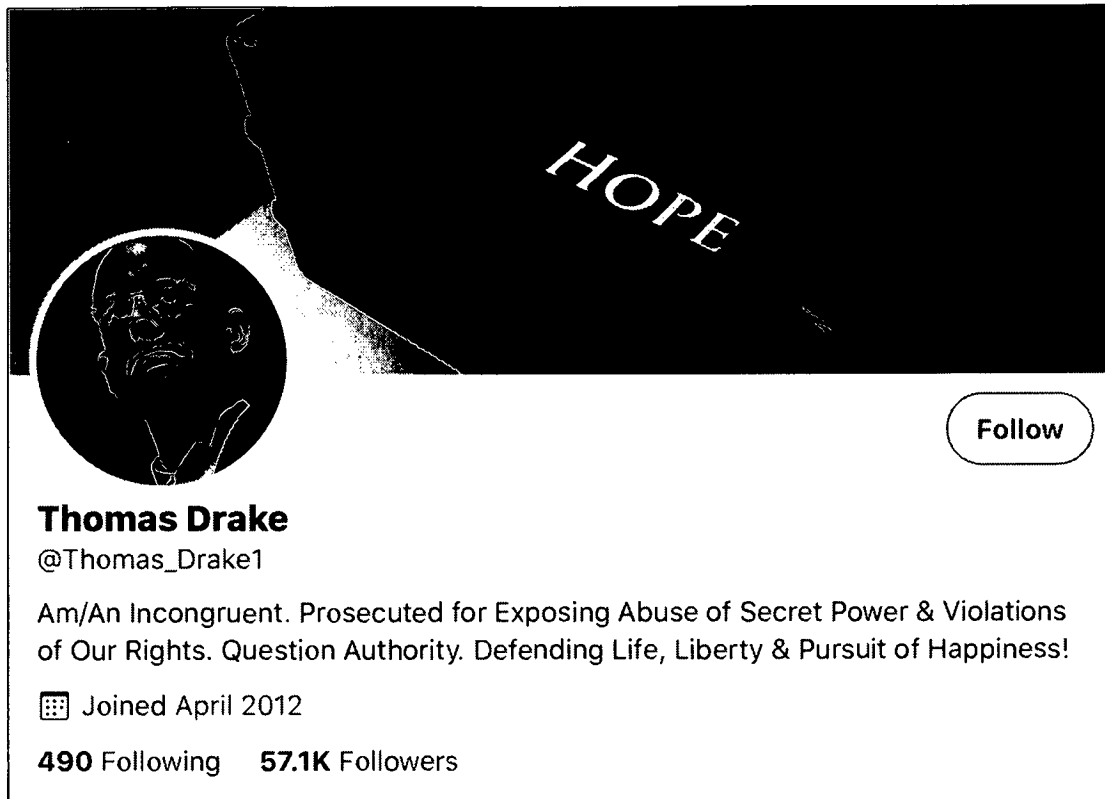 HOPE
Follow
Thomas Drake
@Thomas_Drake1
Am/An Incongruent. Prosecuted for Exposing Abuse of Secret Power & Violations
of Our Rights. Question Authority. Defending Life, Liberty & Pursuit of Happiness!
Joined April 2012
490 Following 57.1K Followers